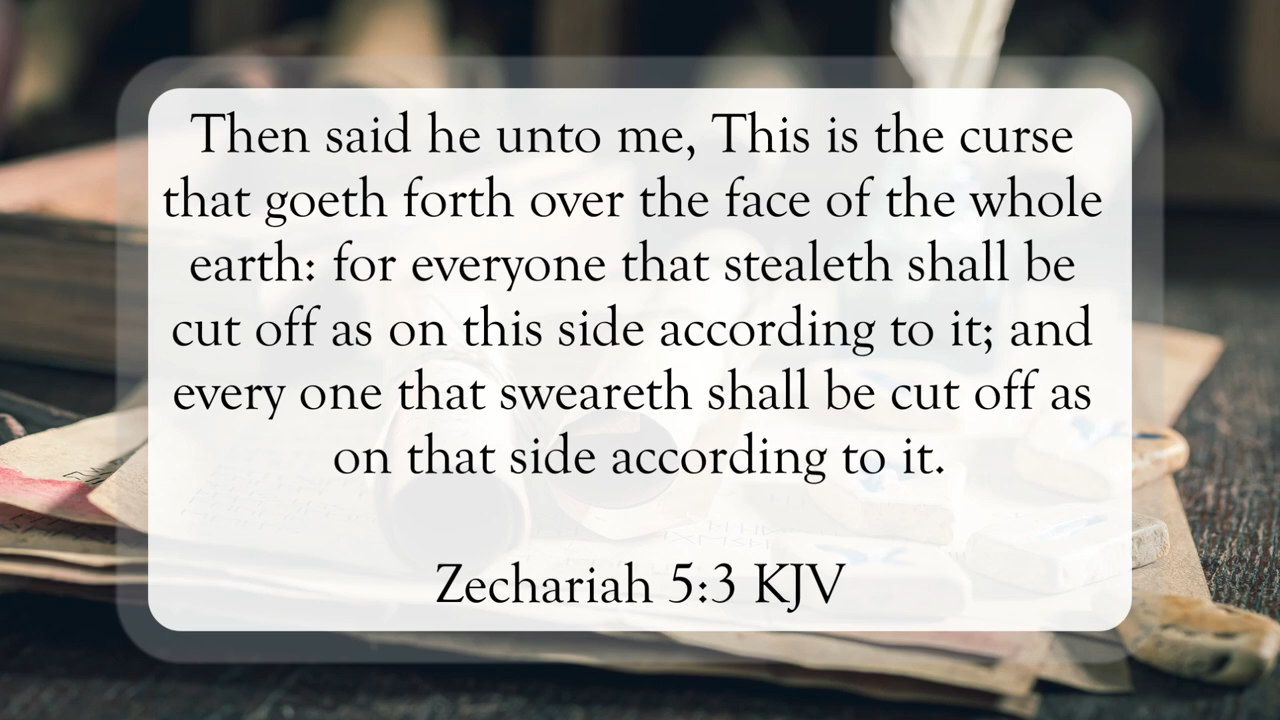 Then said he unto me, This is the curse
that goeth forth over the face of the whole
earth: for everyone that stealeth shall be
cut off as on this side according to it; and
every one that sweareth shall be cut off as
on that side according to it.
Zechariah 5:3 KJV